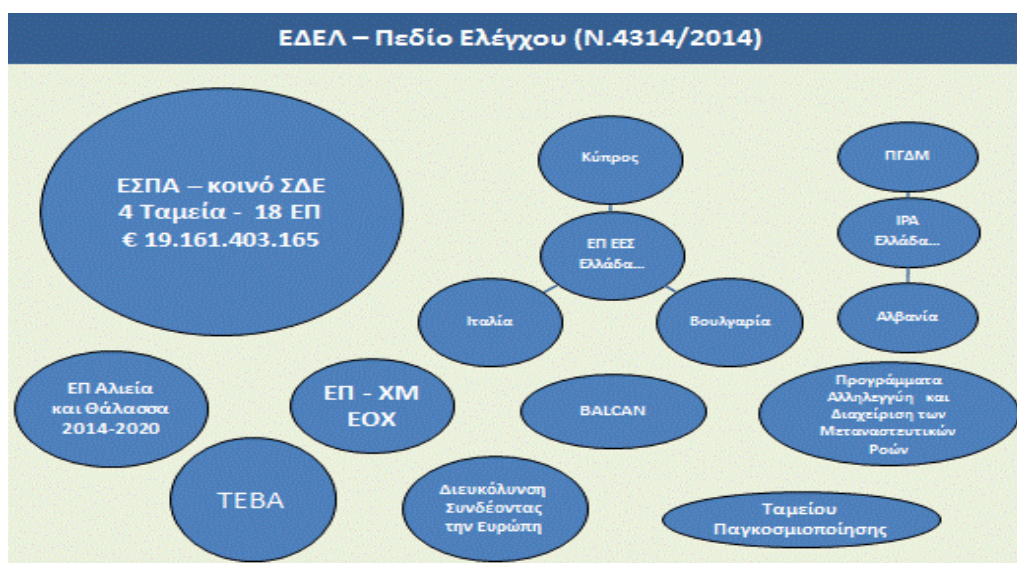 ΕΔΕΛ – Πεδίο Ελέγχου (Ν.4314/2014)
ΕΣΠΑ – κοινό ΣΔΕ
4 Ταμεία - 18 ΕΠ
€ 19.161.403.165
Κύπρος
ΕΠ ΕΕΣ
Ελλάδα...
Ιταλία
Βουλγαρία
ΠΓΔΜ
IPA
Ελλάδα...
Αλβανία
ΕΠ Αλιεία
και Θάλασσα
2014-2020
ΕΠ - ΧΜ
ΕΟΧ
BALCAN
Προγράμματα
Αλληλεγγύη και
Διαχείριση των
Μεταναστευτικών
Ροών
ΤΕΒΑ
Διευκόλυνση
Συνδέοντας
την Ευρώπη
Ταμείου
Παγκοσμιοποίησης